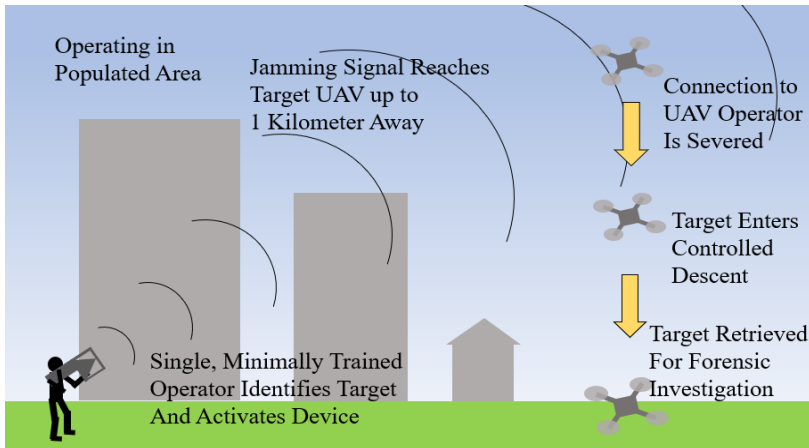 Operating in
Populated Area
Jamming Signal Reaches
Target UAV up to
1 Kilometer Away
Connection to
UAV Operator
Is Severed
Target Enters
Controlled
Descent
Single, Minimally Trained
Operator Identifies Target
And Activates Device
Target Retrieved
For Forensic
Investigation